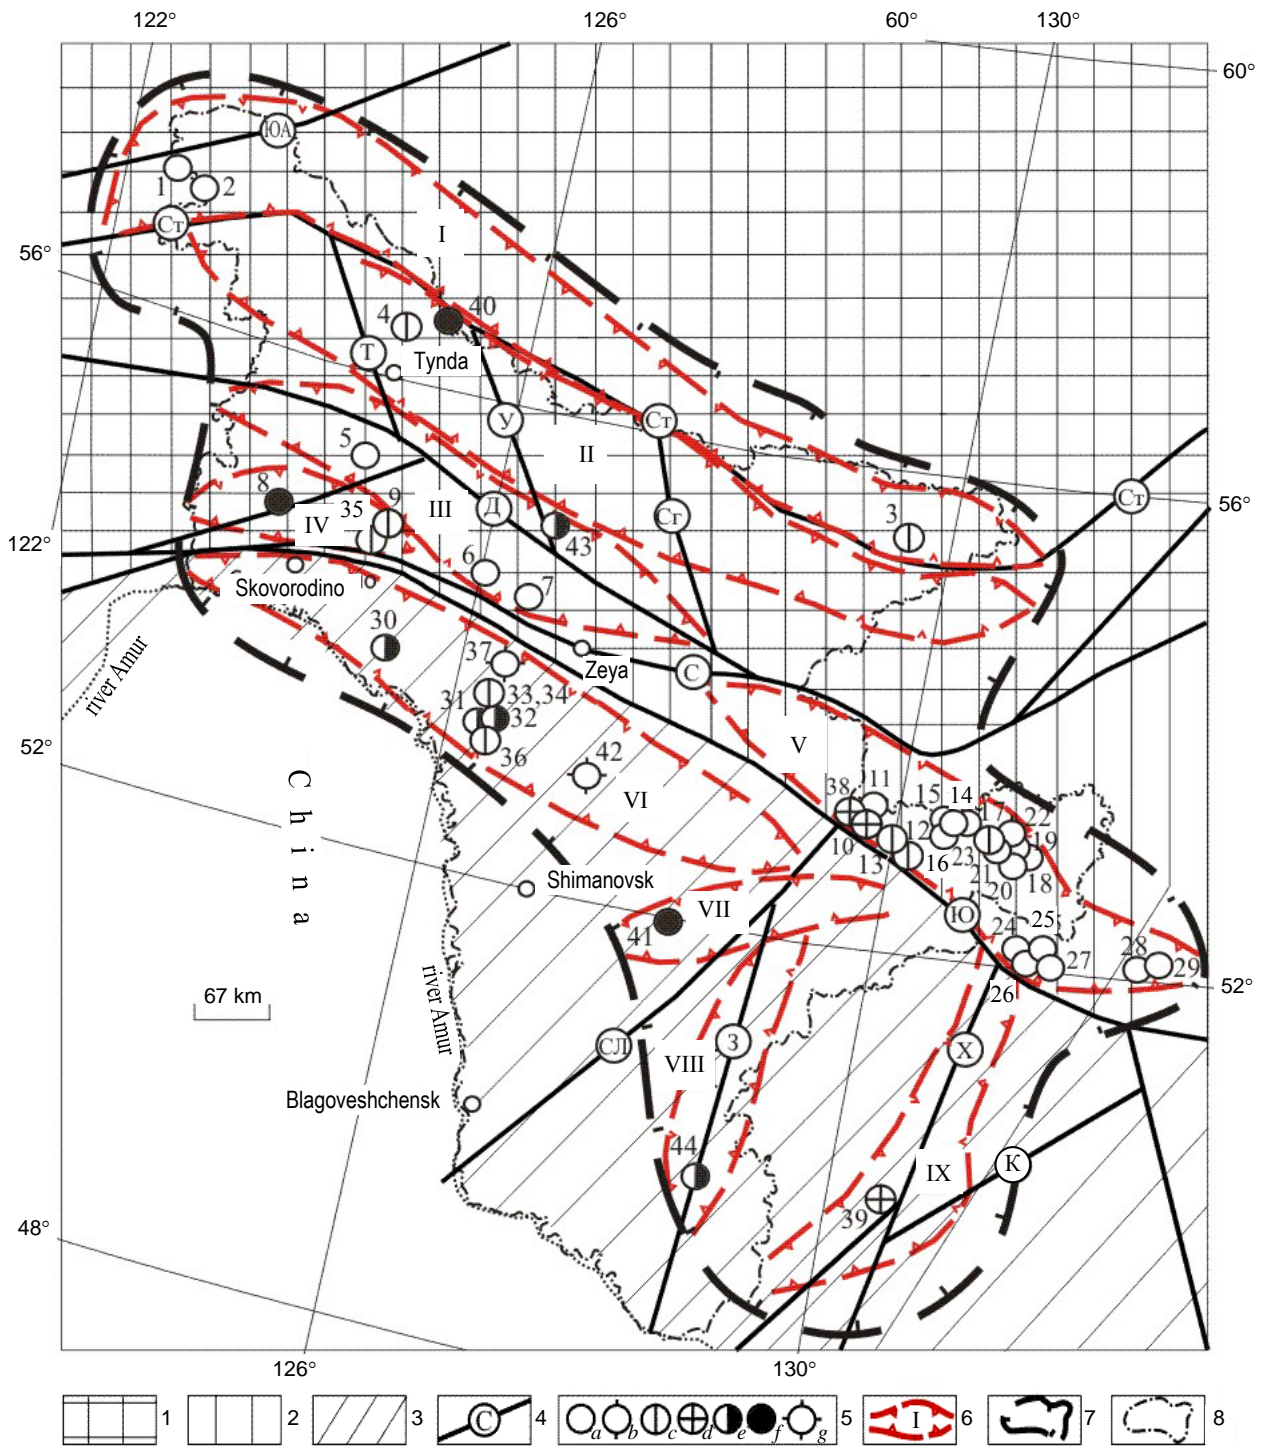 122°
126°
60°
130°
60°
ЮА
1
2
Ст
I
56°
4
40
Т
Tynda
У
Ст
II
5
Ст
56°
8
35
9
III
Д
Сг
3
IV
43
122°
6
7
Skovorodino
30
37
Zeya
С
river Amur
31
33,34
32
36
42
V
52°
China
VI
38
11
15
14
17
22
10
13
12
16
23
19
21
20
18
Shimanovsk
VII
41
Ю
24
25
28
29
27
26
52°
67 km
river Amur
СЛ
З
Х
VIII
Blagoveshchensk
44
К
IX
39
48°
126°
130°
1
2
3
С
4
a
b
c
d
e
f
g
5
I
6
7
8